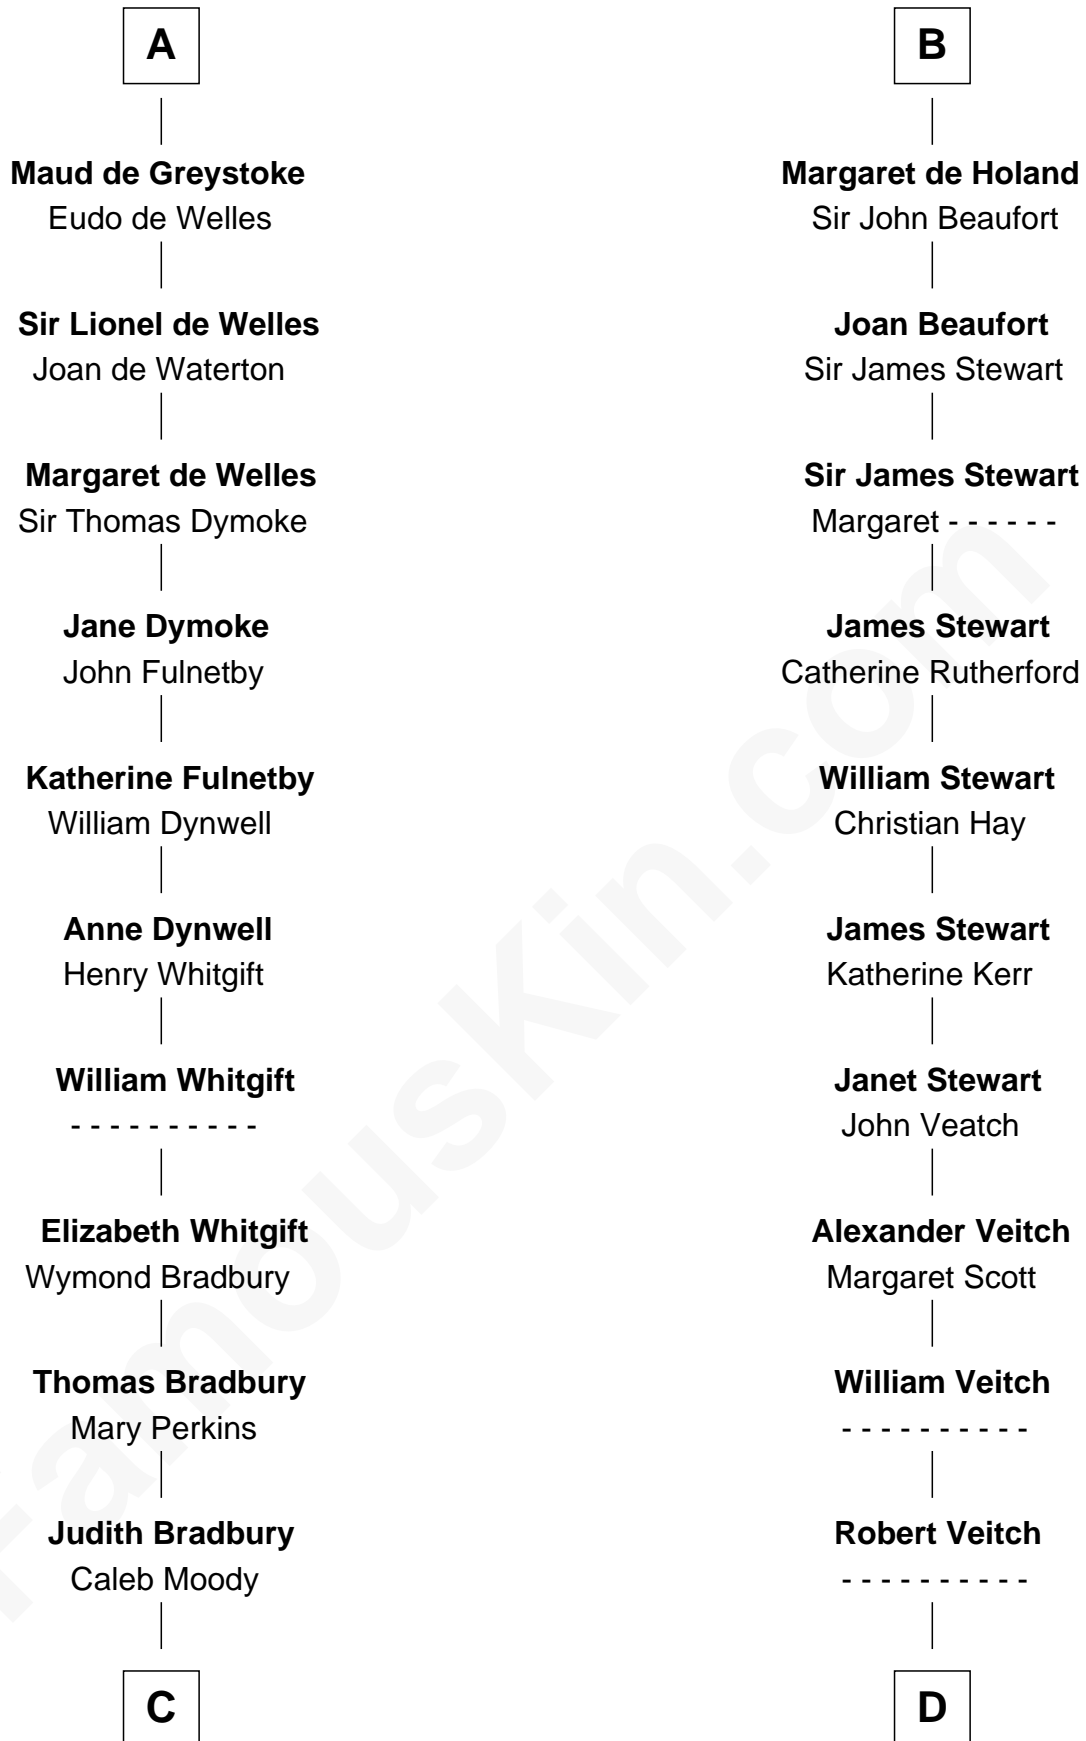 A
Maud de Greystoke
Eudo de Welles
Sir Lionel de Welles
Joan de Waterton
Margaret de Welles
Sir Thomas Dymoke
Jane Dymoke
John Fulnetby
Katherine Fulnetby
William Dynwell
Anne Dynwell
Henry Whitgift
William Whitgift
- - - - - - - - - -
Elizabeth Whitgift
Wymond Bradbury
Thomas Bradbury
Mary Perkins
Judith Bradbury
Caleb Moody
C
B
Margaret de Holand
Sir John Beaufort
Joan Beaufort
Sir James Stewart
Sir James Stewart
Margaret - - - - - -
James Stewart
Catherine Rutherford
William Stewart
Christian Hay
James Stewart
Katherine Kerr
Janet Stewart
John Veatch
Alexander Veitch
Margaret Scott
William Veitch
- - - - - - - - - -
Robert Veitch
- - - - - - - - - -
D
FamousKin.com